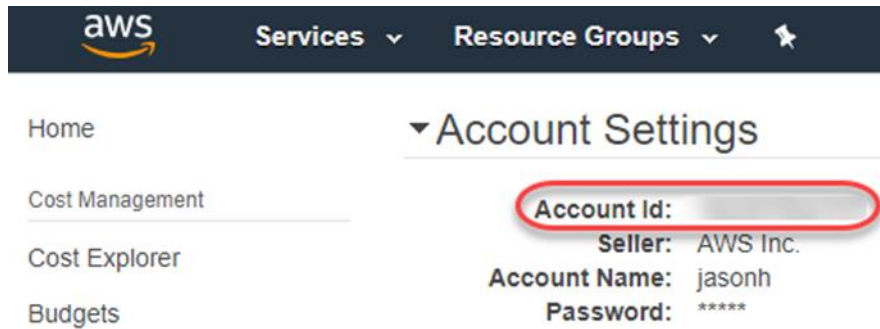 aws Services Resource Groups
Home
Cost Management
Cost Explorer
Budgets
Account Settings
Account Id:
Seller: AWS Inc.
Account Name: jasonh
Password: *****